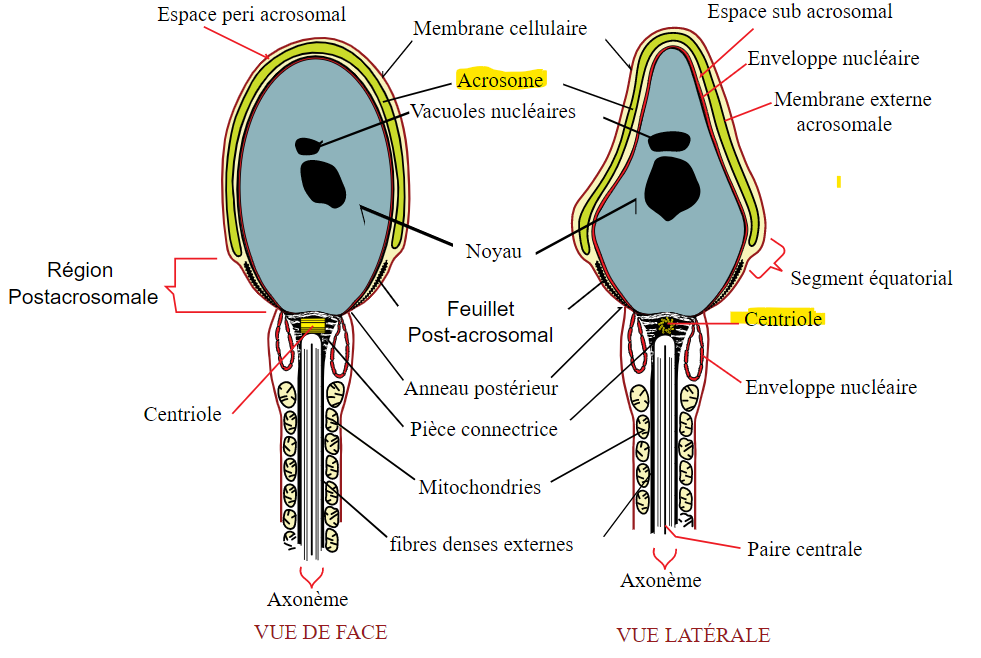 Espace peri acrosomal
Espace sub acrosomal
Membrane cellulaire
Enveloppe nucléaire
Acrosome
Membrane externe
acrosomale
Vacuoles nucléaires
Noyau
Région
Postacrosomale
Segment équatorial
Feuillet
Post-acrosomal
Centriole
Anneau postérieur
Enveloppe nucléaire
Centriole
Pièce connectrice
Mitochondries
fibres denses externes
Paire centrale
Axonème
Axonème
VUE DE FACE
VUE LATÉRALE